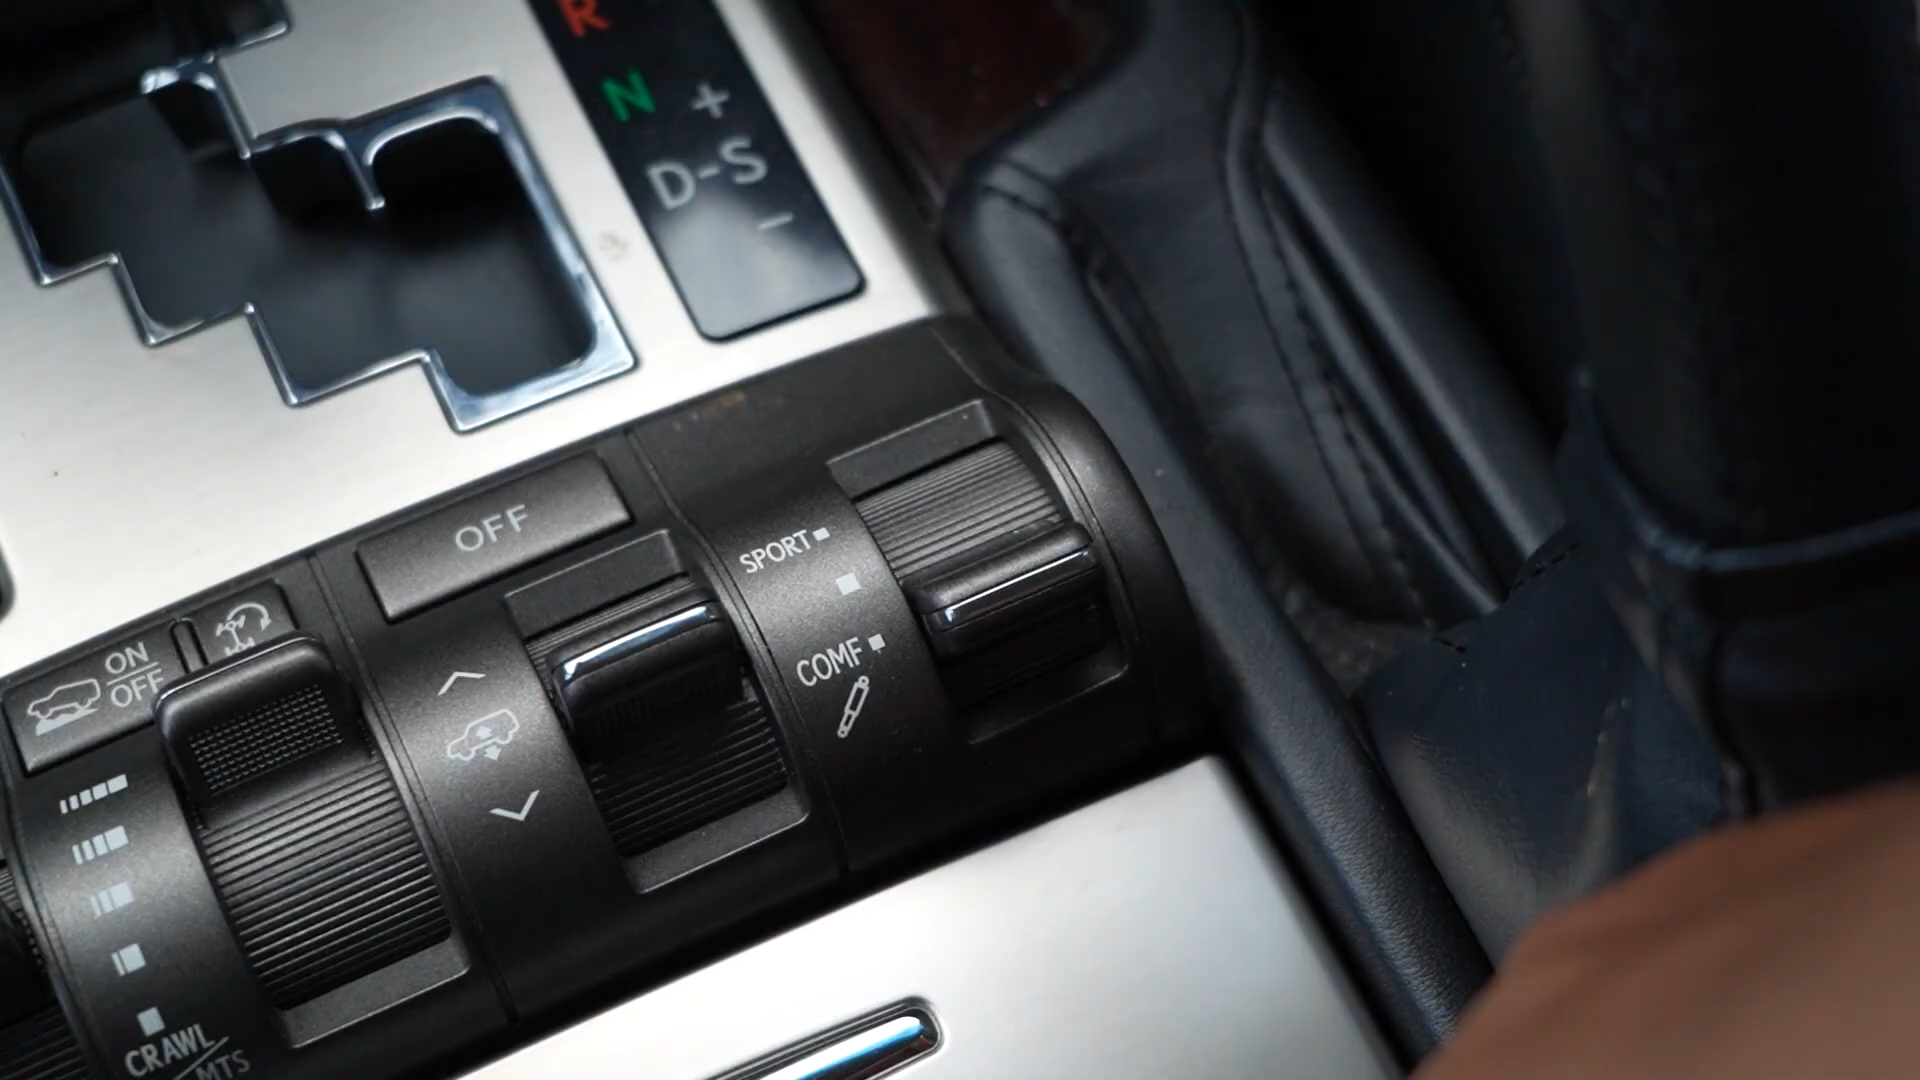 R
N +
D-S
-
OFF
ON
OFF
SPORT
COMF
CRAWL
MTS